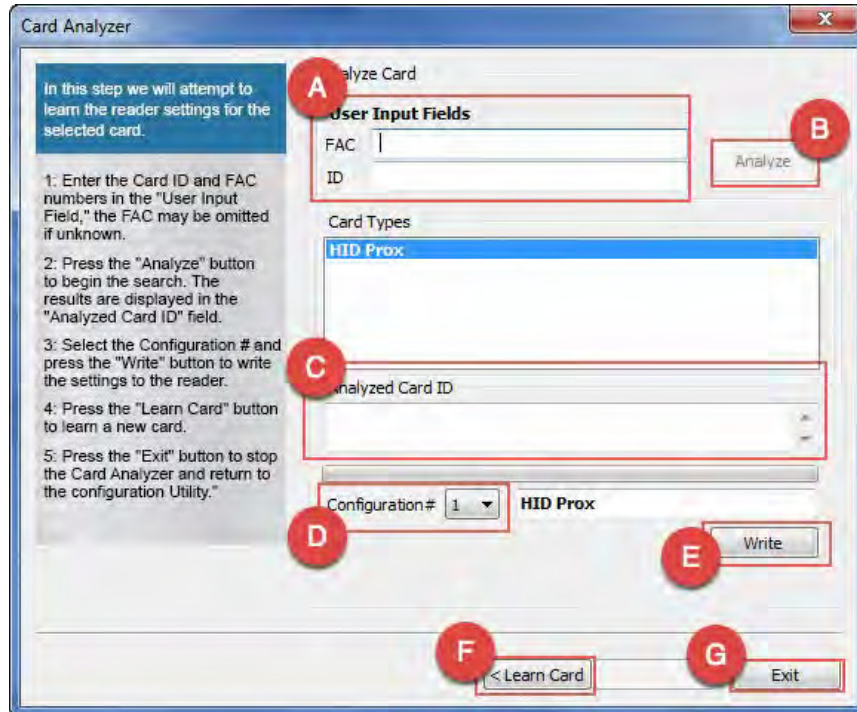 Card Analyzer
X
In this step we will attempt to
learn the reader settings for the
selected card.
1: Enter the Card ID and FAC
numbers in the "User Input
Field," the FAC may be omitted
if unknown.
2: Press the "Analyze" button
to begin the search. The
results are displayed in the
"Analyzed Card ID" field.
3: Select the Configuration # and
press the "Write" button to write
the settings to the reader.
4: Press the "Learn Card" button
to learn a new card.
5: Press the "Exit" button to stop
the Card Analyzer and return to
the configuration Utility."
A
alyze Card
User Input Fields
FAC
ID
B
Analyze
Card Types
HID Prox
C
Analyzed Card ID
D
Configuration# 1
HID Prox
E
Write
F
< Learn Card
G
Exit